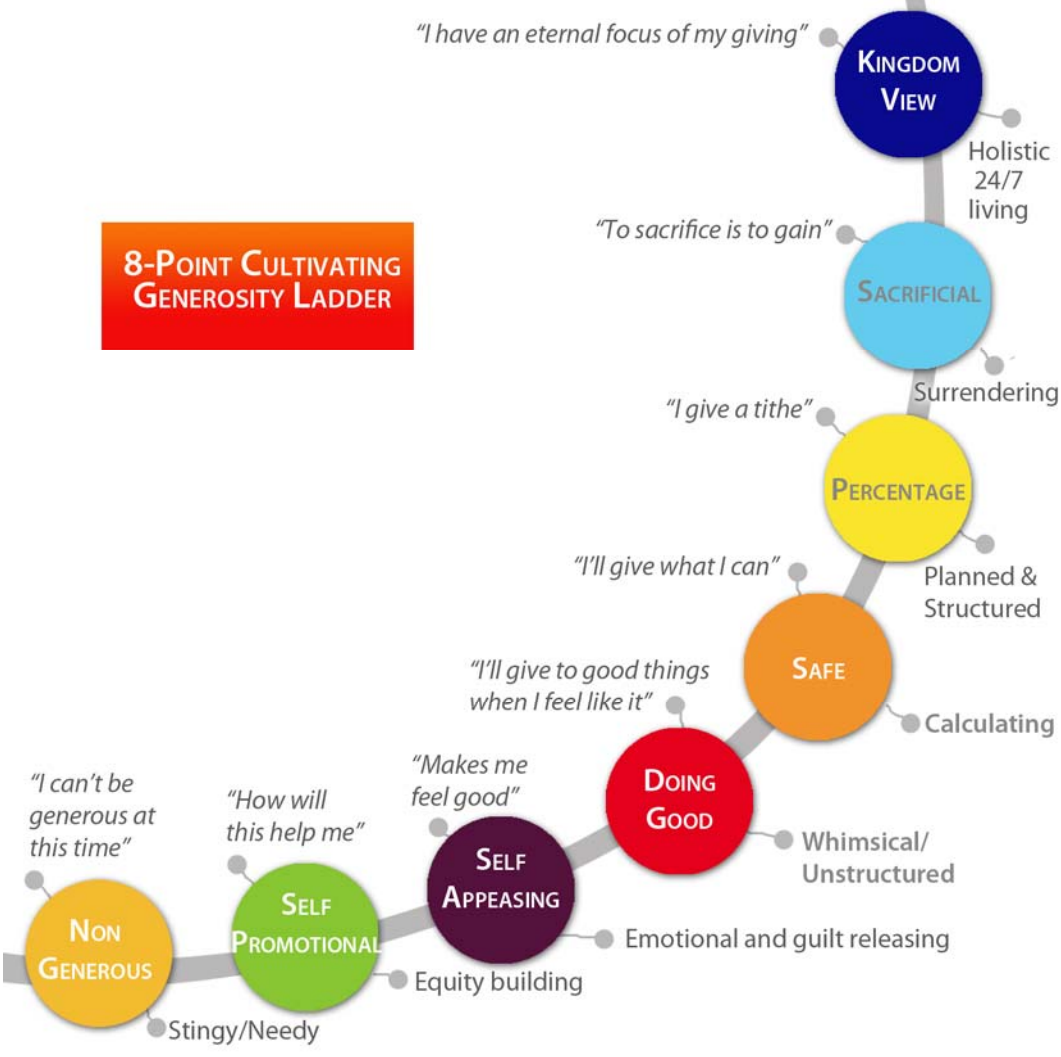 "I have an eternal focus of my giving"
KINGDOM
VIEW
Holistic
24/7
living
8-POINT CULTIVATING
GENEROSITY LADDER
"To sacrifice is to gain"
SACRIFICIAL
Surrendering
"I give a tithe"
PERCENTAGE
Planned &
Structured
"I'll give what I can"
SAFE
Calculating
"I'll give to good things
when I feel like it"
DOING
GOOD
Whimsical/
Unstructured
"Makes me
feel good"
SELF
APPEASING
Emotional and guilt releasing
"How will
this help me"
SELF
PROMOTIONAL
Equity building
"I can't be
generous at
this time"
NON
GENEROUS
Stingy/Needy